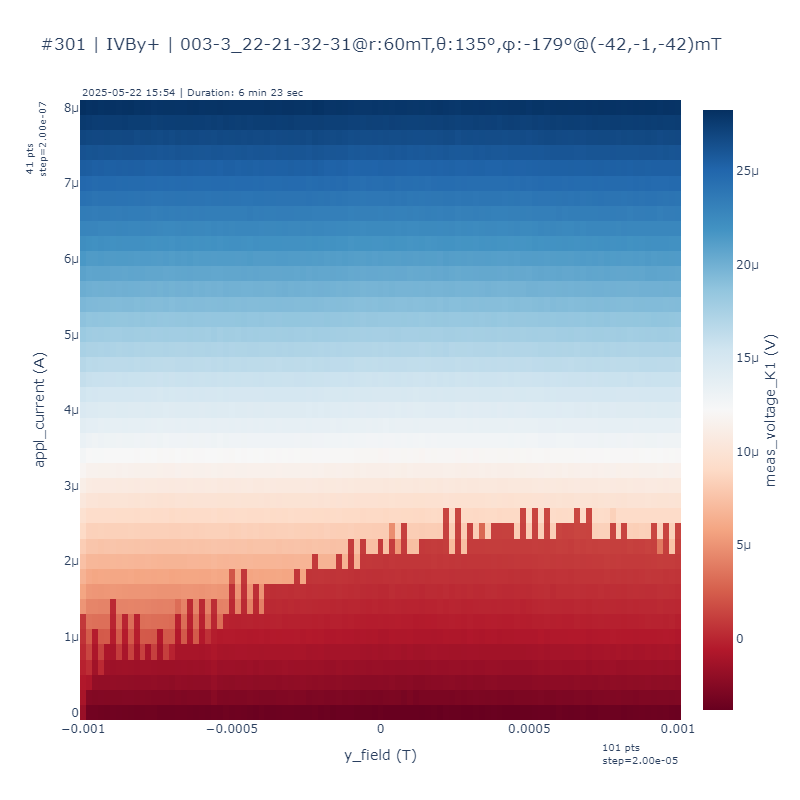 #301 | IVBy+ | 003-3_22-21-32-31@r:60mT,θ:135°,φ:-179°@(-42,-1,-42)mT
2025-05-22 15:54 | Duration: 6 min 23 sec
41 pts
step=2.00e-07
8μ
7μ
6μ
5μ
4μ
3μ
2μ
1μ
0
appl_current (A)
−0.001
−0.0005
0
0.0005
0.001
y_field (T)
101 pts
step=2.00e-05
25μ
20μ
15μ
10μ
5μ
0
meas_voltage_K1 (V)